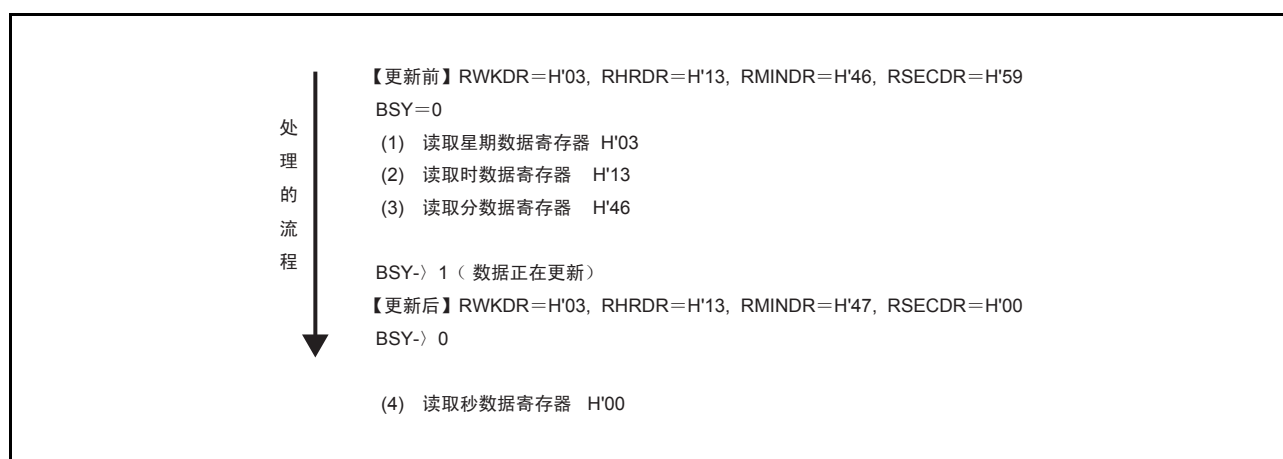 处理的流程
【更新前】RWKDR＝H'03, RHRDR＝H'13, RMINDR＝H'46, RSECDR＝H'59
BSY＝0
(1) 读取星期数据寄存器 H'03
(2) 读取时数据寄存器 H'13
(3) 读取分数据寄存器 H'46
BSY-〉1（ 数据正在更新）
【更新后】RWKDR＝H'03, RHRDR＝H'13, RMINDR＝H'47, RSECDR＝H'00
BSY-〉0
(4) 读取秒数据寄存器 H'00